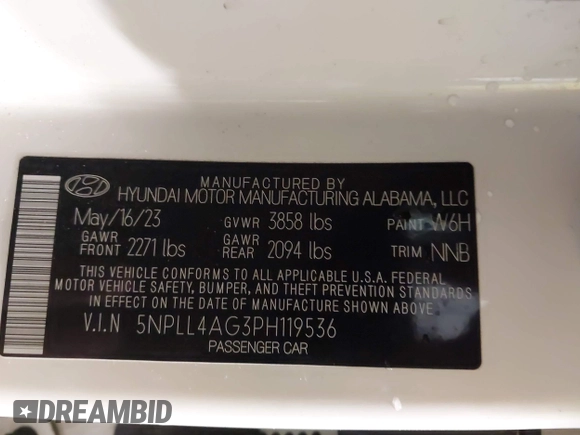 MANUFACTURED BY
HYUNDAI MOTOR MANUFACTURING ALABAMA, LLC
May/16/23 GVWR 3858 lbs PAINT W6H
GAWR FRONT 2271 lbs GAWR REAR 2094 lbs TRIM NNB
THIS VEHICLE CONFORMS TO ALL APPLICABLE U.S.A. FEDERAL
MOTOR VEHICLE SAFETY, BUMPER, AND THEFT PREVENTION STANDARDS
IN EFFECT ON THE DATE OF MANUFACTURE SHOWN ABOVE.
V.I.N 5NPLL4AG3PH119536
PASSENGER CAR
DREAMBID